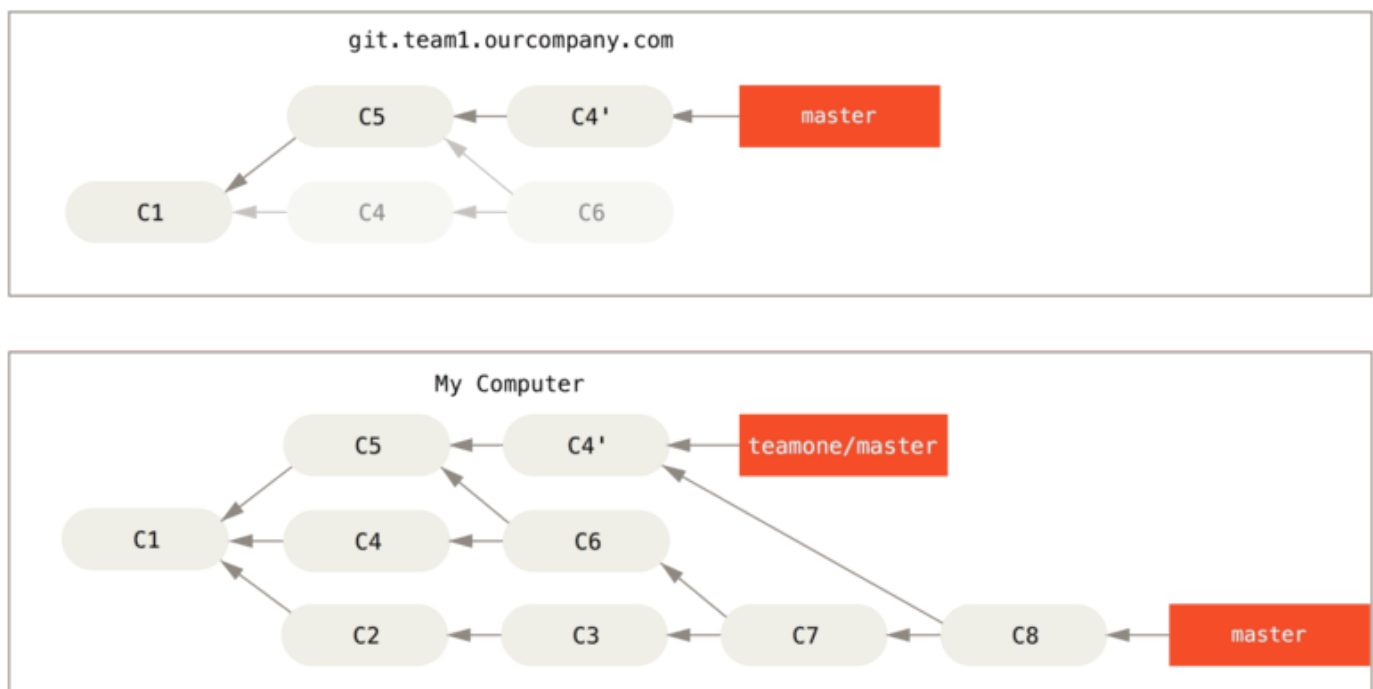 git.team1.ourcompany.com
C5 C4' master
C1 C4 C6
My Computer
C5 C4' teamone/master
C1 C4 C6
C2 C3 C7 C8 master